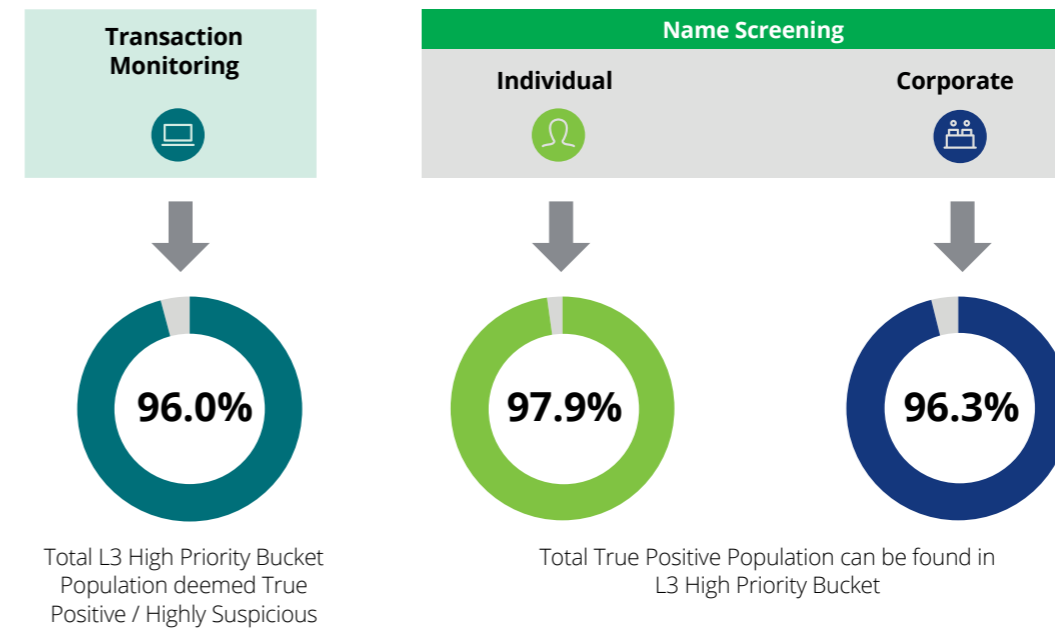 Transaction
Monitoring
Name Screening
Individual
Corporate
96.0%
97.9%
96.3%
Total L3 High Priority Bucket
Population deemed True
Positive / Highly Suspicious
Total True Positive Population can be found in
L3 High Priority Bucket